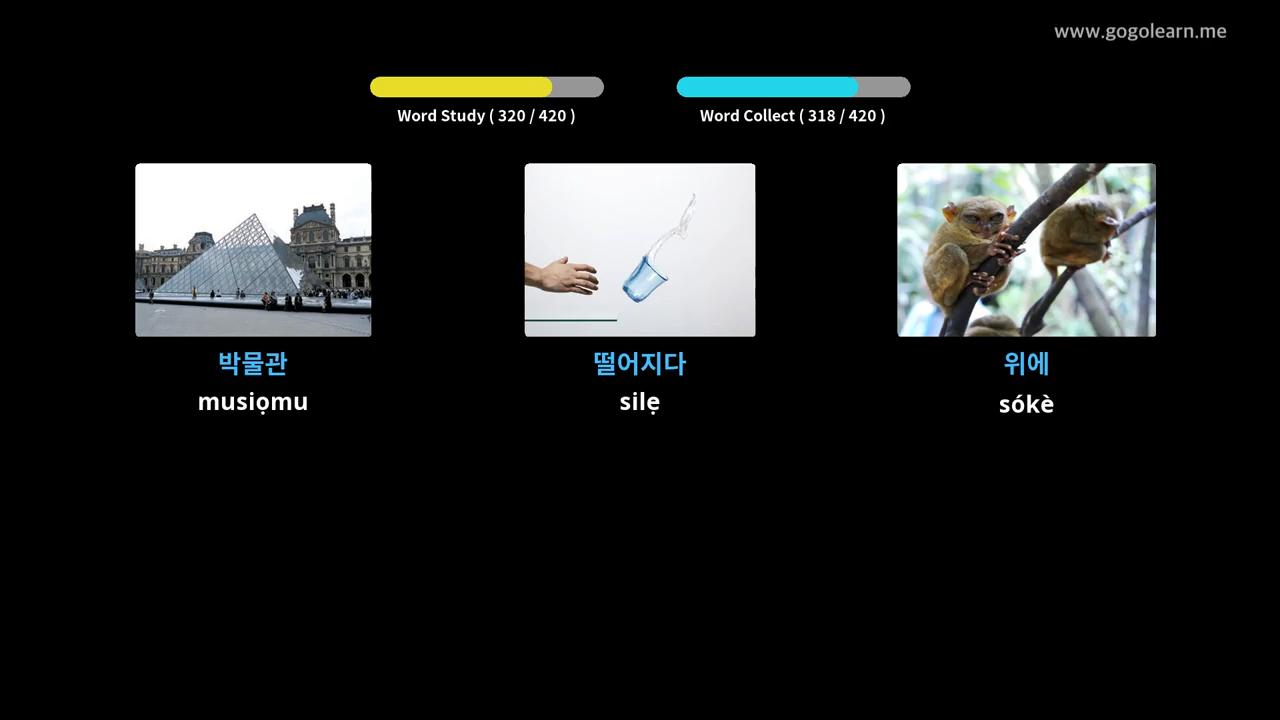 www.gogolearn.me
Word Study ( 320 / 420 )
Word Collect ( 318 / 420 )
박물관
떨어지다
위에
musiọmu
silẹ
sókè